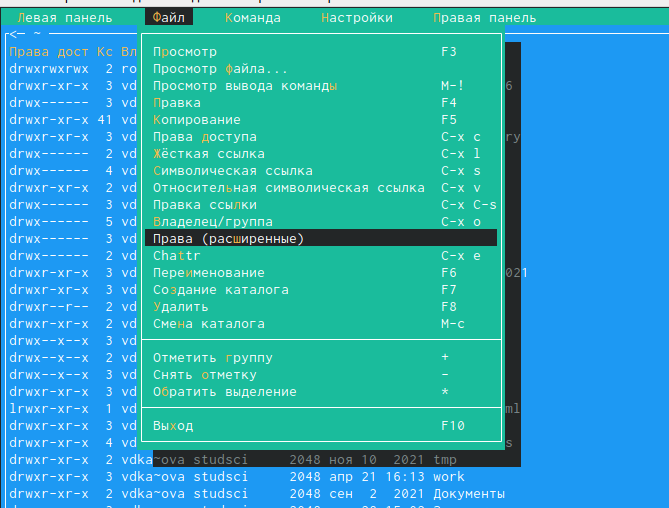 Левая панель Файл Команда Настройки Правая панель
<— ~
Права дост Кс Вл
drwxrwxrwx 2 ro Просмотр F3
drwxr-xr-x 3 vd Просмотр файла...
drwx------ 3 vd Просмотр вывода команды M-! 6
drwx------ 3 vd Правка F4
drwxr-xr-x 41 vd Копирование F5
drwx------ 3 vd Права доступа C-x c ry
drwx------ 2 vd Жёсткая ссылка C-x l
drwx------ 4 vd Символическая ссылка C-x s
drwxr-xr-x 2 vd Относительная символическая ссылка C-x v
drwx------ 3 vd Правка ссылки C-x C-s
drwx------ 5 vd Владелец/группа C-x o
drwx------ 3 vd Права (расширенные)
drwx------ 2 vd Chattr C-x e
drwxr-xr-x 3 vd Переименование F6 021
drwxr-xr-x 3 vd Создание каталога F7
drwxr--r-- 2 vd Удалить F8
drwxr-xr-x 2 vd Смена каталога M-c
drwx--x--x 3 vd
drwx--x--x 2 vd Отметить группу +
drwx--x--x 3 vd Снять отметку -
drwxr-xr-x 3 vd Обратить выделение *
lrwxr-xr-x 1 vd ml
drwxr-xr-x 2 vd Выход F10
drwxr-xr-x 4 vd s
drwxr-xr-x 2 vdka~ova studsci 2048 ноя 10 2021 tmp
drwxr-xr-x 3 vdka~ova studsci 2048 апр 21 16:13 work
drwxr-xr-x 2 vdka~ova studsci 2048 сен 2 2021 Документы